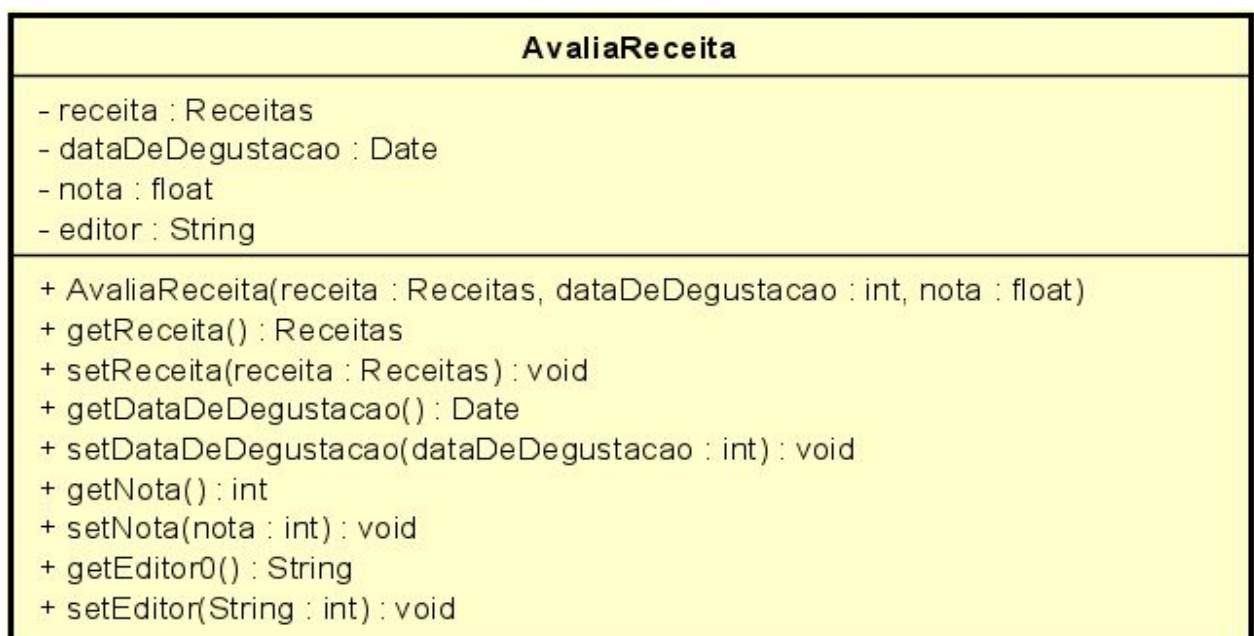 AvaliaReceita
- receita : Receitas
- dataDeDegustacao : Date
- nota : float
- editor : String
+ AvaliaReceita(receita : Receitas, dataDeDegustacao : int, nota : float)
+ getReceita() : Receitas
+ setReceita(receita : Receitas) : void
+ getDataDeDegustacao() : Date
+ setDataDeDegustacao(dataDeDegustacao : int) : void
+ getNota() : int
+ setNota(nota : int) : void
+ getEditor0() : String
+ setEditor(String : int) : void